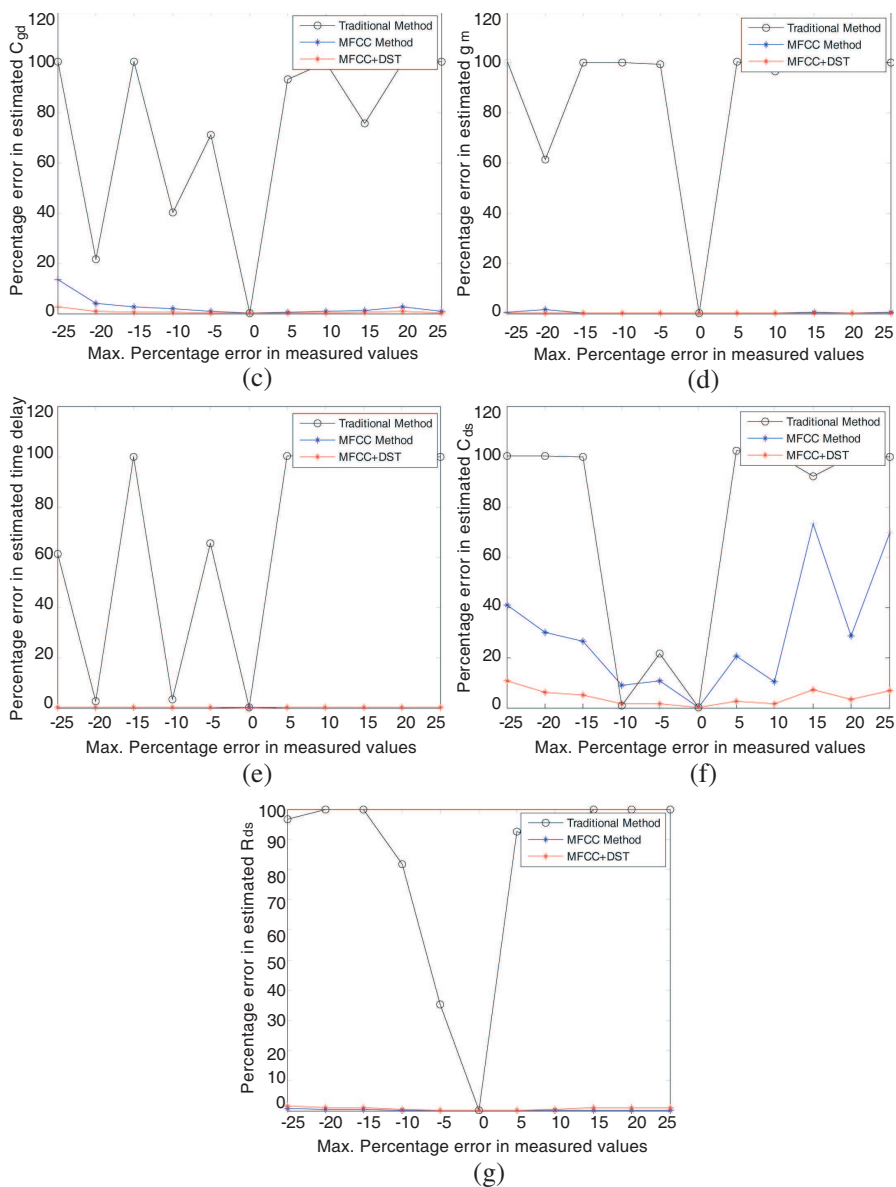 120
100
80
60
40
20
0
Percentage error in estimated Cgd
Traditional Method
MFCC Method
MFCC+DST
-25 -20 -15 -10 -5 0 5 10 15 20 25
Max. Percentage error in measured values
(c)
120
100
80
60
40
20
0
Percentage error in estimated gm
Traditional Method
MFCC Method
MFCC+DST
-25 -20 -15 -10 -5 0 5 10 15 20 25
Max. Percentage error in measured values
(d)
120
100
80
60
40
20
0
Percentage error in estimated time delay
Traditional Method
MFCC Method
MFCC+DST
-25 -20 -15 -10 -5 0 5 10 15 20 25
Max. Percentage error in measured values
(e)
120
100
80
60
40
20
0
Percentage error in estimated Cds
Traditional Method
MFCC Method
MFCC+DST
-25 -20 -15 -10 -5 0 5 10 15 20 25
Max. Percentage error in measured values
(f)
100
90
80
70
60
50
40
30
20
10
0
Percentage error in estimated Rds
Traditional Method
MFCC Method
MFCC+DST
-25 -20 -15 -10 -5 0 5 10 15 20 25
Max. Percentage error in measured values
(g)